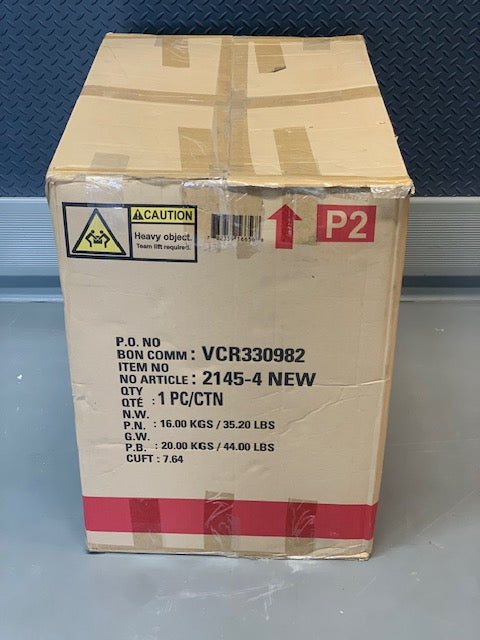 CAUTION
Heavy object.
Team lift required.
P2
P.O. NO
BON COMM : VCR330982
ITEM NO
NO ARTICLE : 2145-4 NEW
QTY
QTÉ : 1 PC/CTN
N.W.
P.N. : 16.00 KGS / 35.20 LBS
G.W.
P.B. : 20.00 KGS / 44.00 LBS
CUFT : 7.64